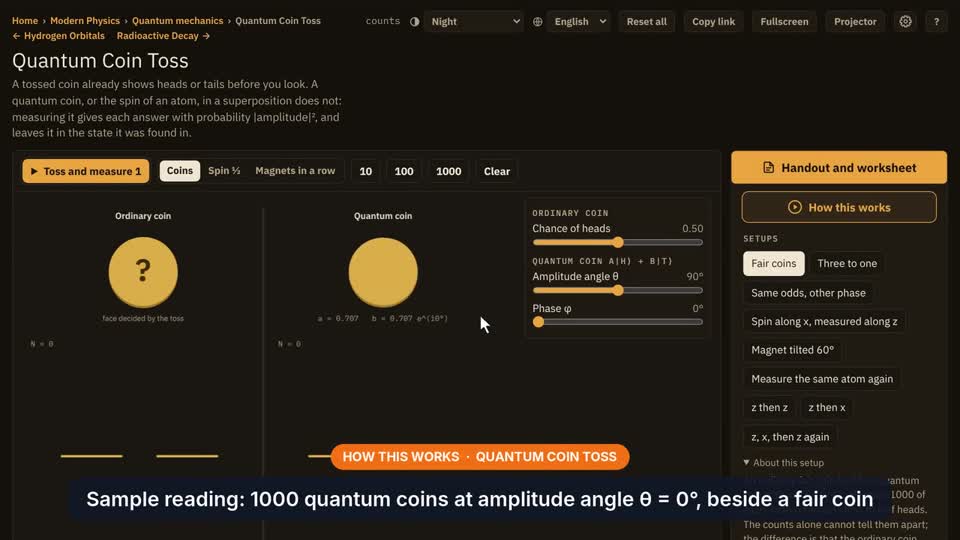 Home › Modern Physics › Quantum mechanics › Quantum Coin Toss
← Hydrogen Orbitals Radioactive Decay →
counts Night English Reset all Copy link Fullscreen Projector ?
Quantum Coin Toss
A tossed coin already shows heads or tails before you look. A
quantum coin, or the spin of an atom, in a superposition does not:
measuring it gives each answer with probability |amplitude|², and
leaves it in the state it was found in.
▶ Toss and measure 1 Coins Spin ½ Magnets in a row 10 100 1000 Clear
Ordinary coin
?
face decided by the toss
N = 0
Quantum coin
a = 0.707 b = 0.707 e^(i0°)
N = 0
ORDINARY COIN
Chance of heads 0.50
QUANTUM COIN A|H⟩ + B|T⟩
Amplitude angle θ 90°
Phase φ 0°
Handout and worksheet
How this works
SETUPS
Fair coins Three to one
Same odds, other phase
Spin along x, measured along z
Magnet tilted 60°
Measure the same atom again
z then z z then x
z, x, then z again
▼ About this setup
The counts alone cannot tell them apart;
the difference is that the ordinary coin
HOW THIS WORKS · QUANTUM COIN TOSS
Sample reading: 1000 quantum coins at amplitude angle θ = 0°, beside a fair coin